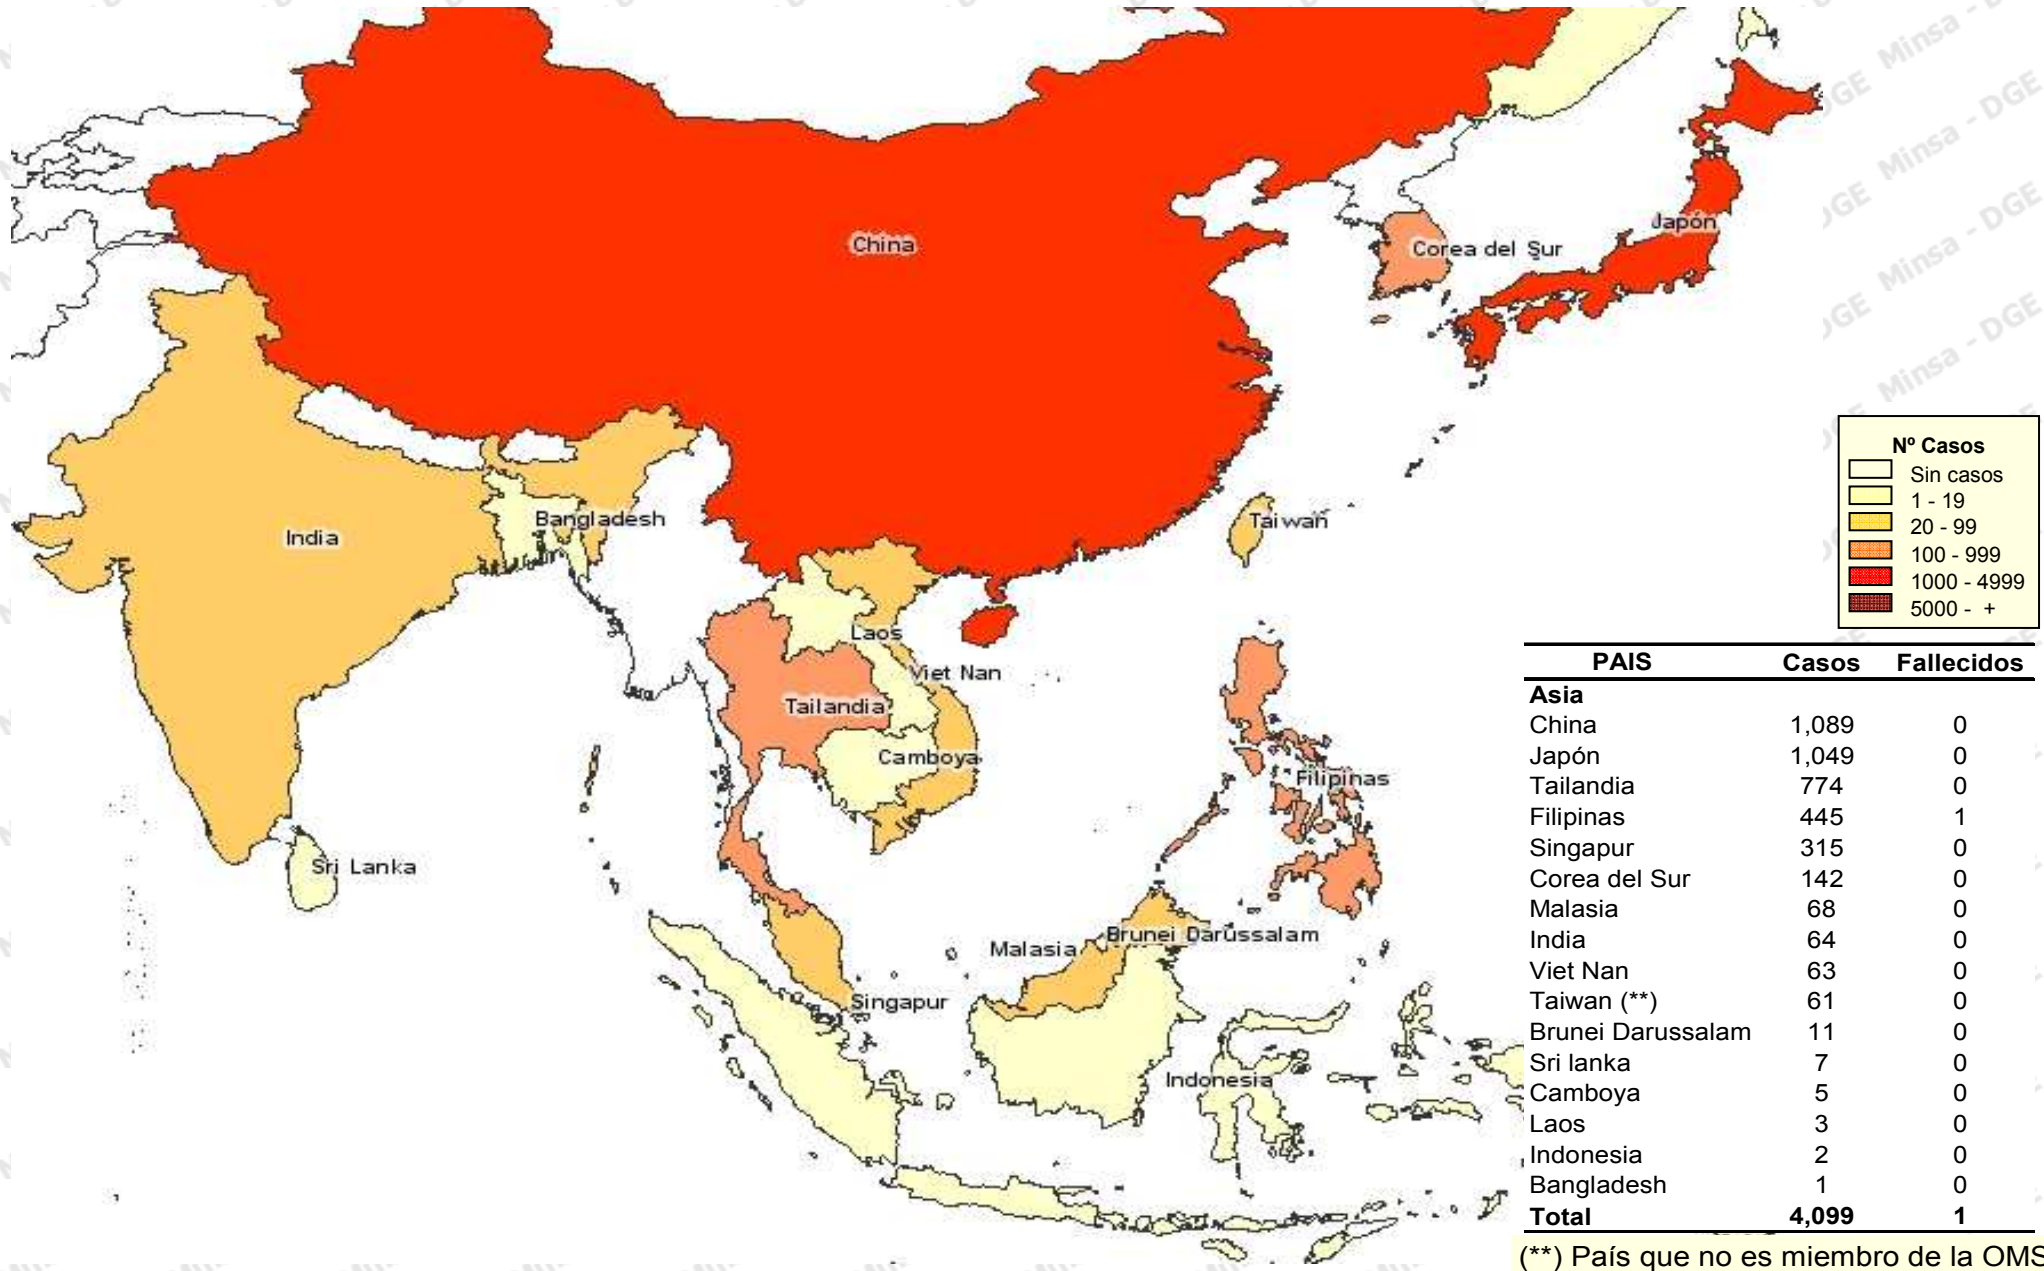 Minsa - DGE
China
Japón
Corea del Sur
Nº Casos
Sin casos
1 - 19
20 - 99
100 - 999
1000 - 4999
5000 - +
India
Bangladesh
Taiwan
Laos
Viet Nan
Tailandia
Camboya
Filipinas
Sri Lanka
Malasia
Brunei Darussalam
Singapur
Indonesia
PAIS Casos Fallecidos
Asia
China 1,089 0
Japón 1,049 0
Tailandia 774 0
Filipinas 445 1
Singapur 315 0
Corea del Sur 142 0
Malasia 68 0
India 64 0
Viet Nan 63 0
Taiwan (**) 61 0
Brunei Darussalam 11 0
Sri lanka 7 0
Camboya 5 0
Laos 3 0
Indonesia 2 0
Bangladesh 1 0
Total 4,099 1
(**) País que no es miembro de la OMS